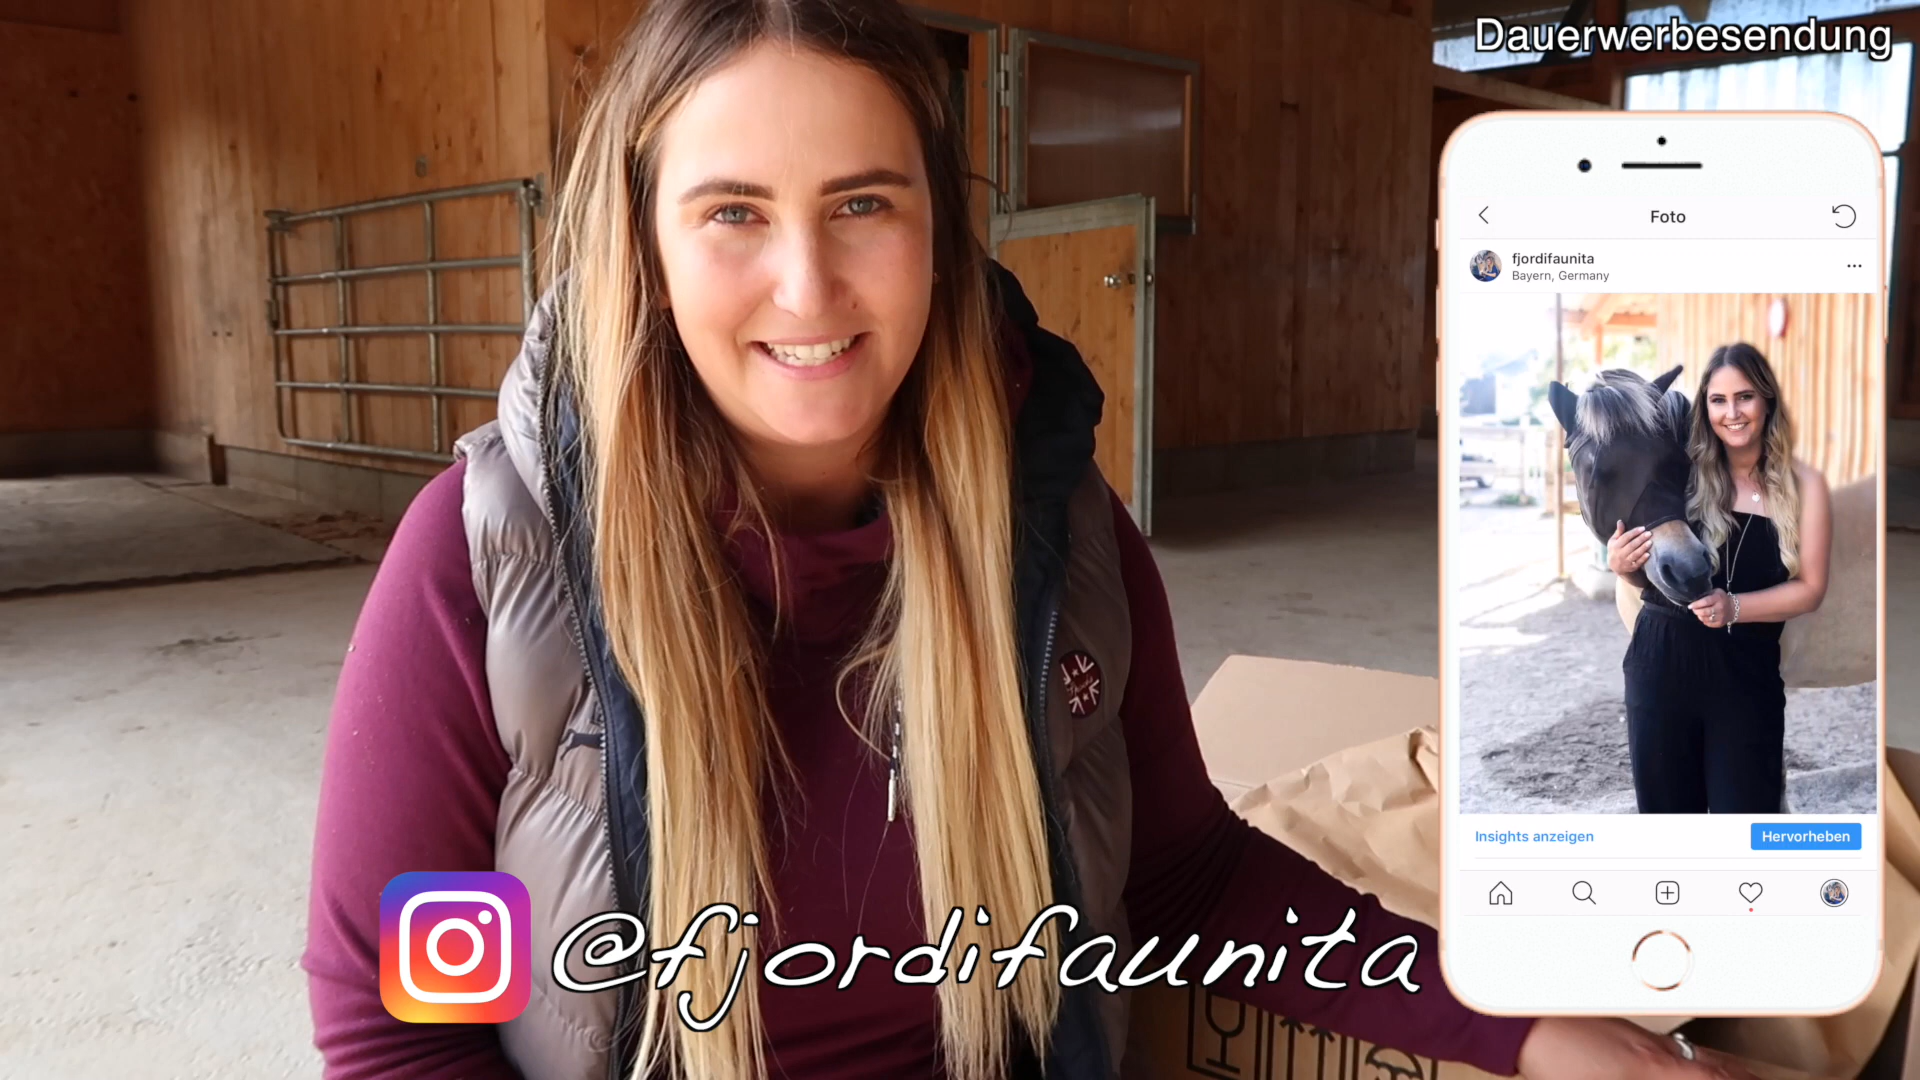 Dauerwerbesendung
Foto
fjordifaunita
Bayern, Germany
Insights anzeigen
Hervorheben
@fjordifaunita